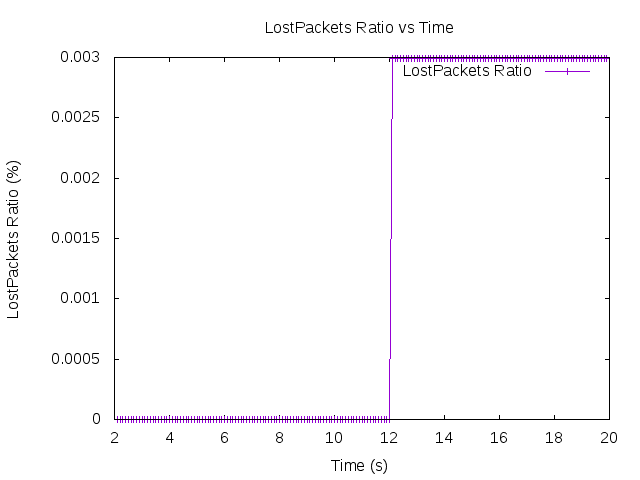 LostPackets Ratio vs Time
LostPackets Ratio
LostPackets Ratio (%)
0.003
0.0025
0.002
0.0015
0.001
0.0005
0
2 4 6 8 10 12 14 16 18 20
Time (s)